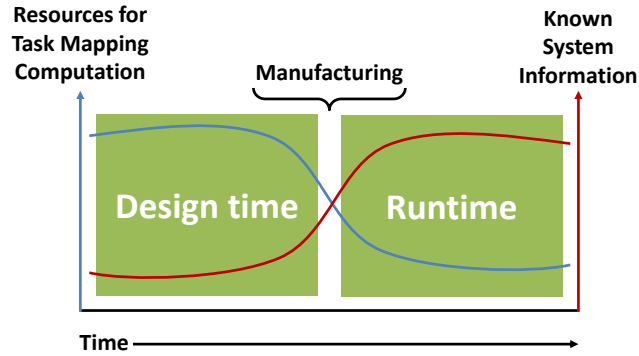 Resources for
Task Mapping
Computation
Manufacturing
Known
System
Information
Design time
Runtime
Time